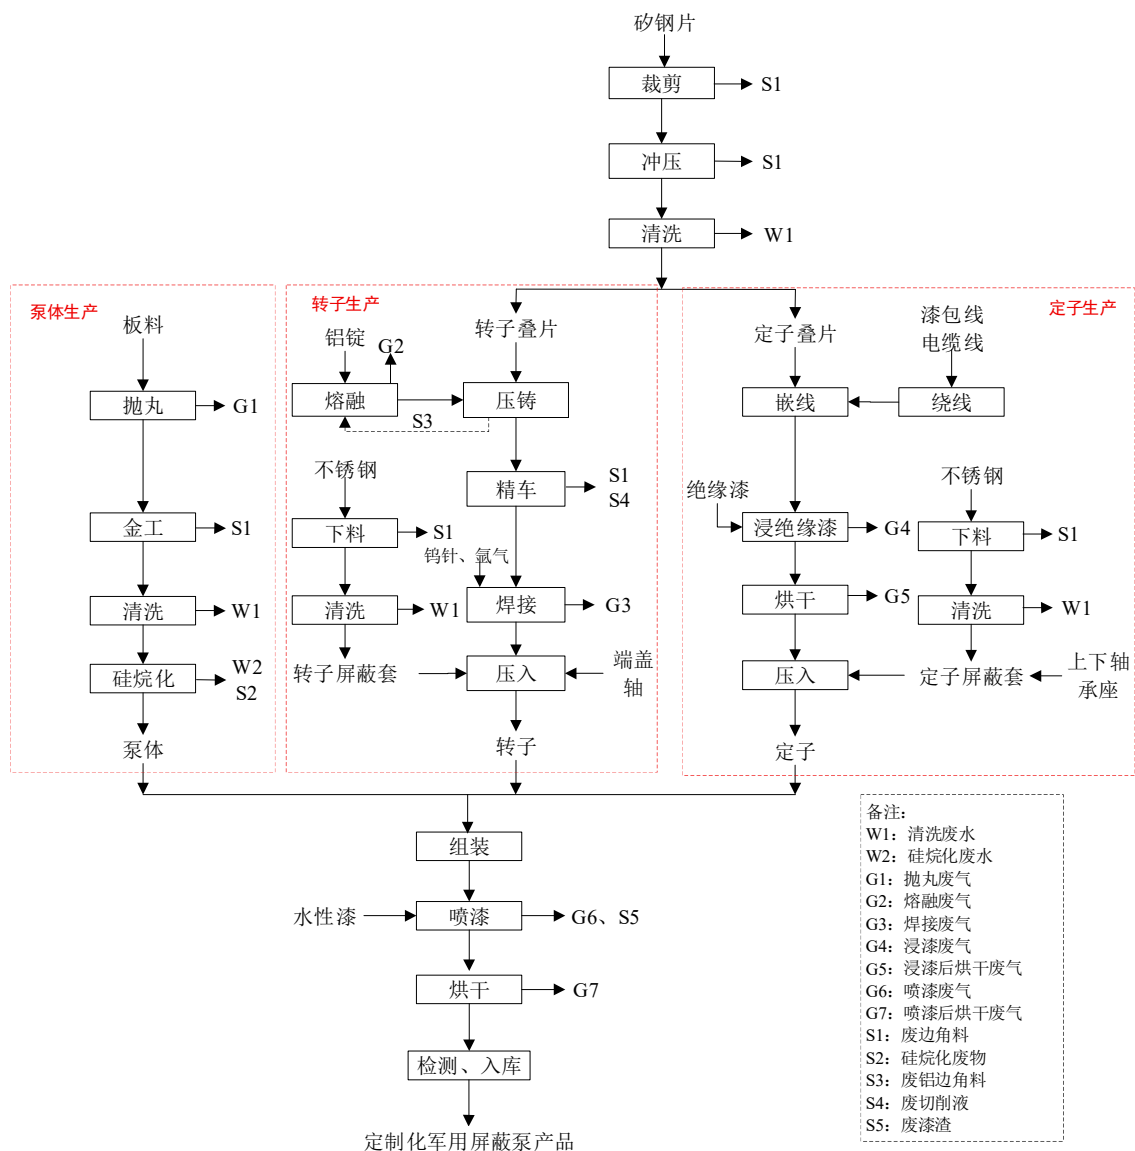 矽钢片
裁剪
S1
冲压
S1
清洗
W1
泵体生产
板料
抛丸
G1
金工
S1
清洗
W1
硅烷化
W2
S2
泵体
转子生产
铝锭
G2
转子叠片
熔融
压铸
S3
不锈钢
精车
S1
S4
下料
S1
钨针、氩气
清洗
W1
焊接
G3
转子屏蔽套
压入
端盖
轴
转子
定子生产
定子叠片
漆包线
电缆线
嵌线
绕线
绝缘漆
不锈钢
浸绝缘漆
G4
下料
S1
烘干
G5
清洗
W1
压入
定子屏蔽套
上下轴
承座
定子
组装
水性漆
喷漆
G6、S5
烘干
G7
检测、入库
定制化军用屏蔽泵产品
备注：
W1：清洗废水
W2：硅烷化废水
G1：抛丸废气
G2：熔融废气
G3：焊接废气
G4：浸漆废气
G5：浸漆后烘干废气
G6：喷漆废气
G7：喷漆后烘干废气
S1：废边角料
S2：硅烷化废物
S3：废铝边角料
S4：废切削液
S5：废漆渣